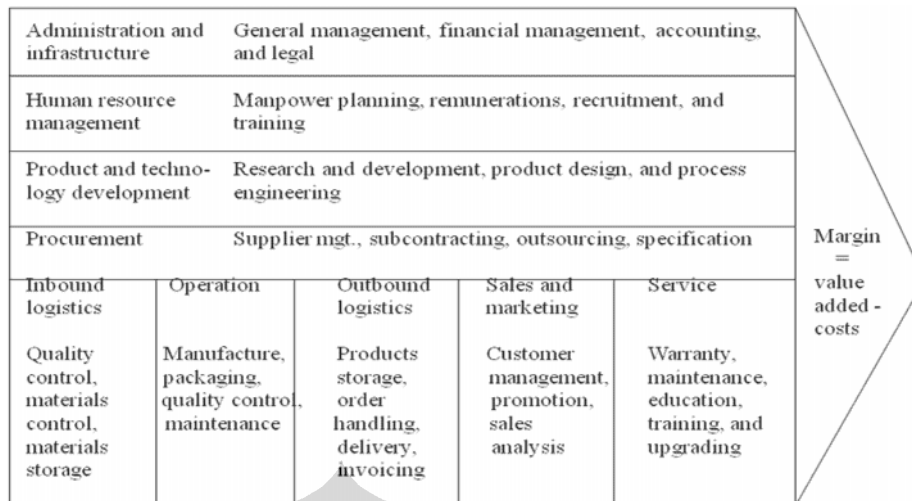 Administration and
infrastructure
General management, financial management, accounting,
and legal
Human resource
management
Manpower planning, remunerations, recruitment, and
training
Product and techno-
logy development
Research and development, product design, and process
engineering
Procurement
Supplier mgt., subcontracting, outsourcing, specification
Inbound
logistics
Quality
control,
materials
control,
materials
storage
Operation
Manufacture,
packaging,
quality control,
maintenance
Outbound
logistics
Products
storage,
order
handling,
delivery,
invoicing
Sales and
marketing
Customer
management,
promotion,
sales
analysis
Service
Warranty,
maintenance,
education,
training, and
upgrading
Margin
=
value
added -
costs